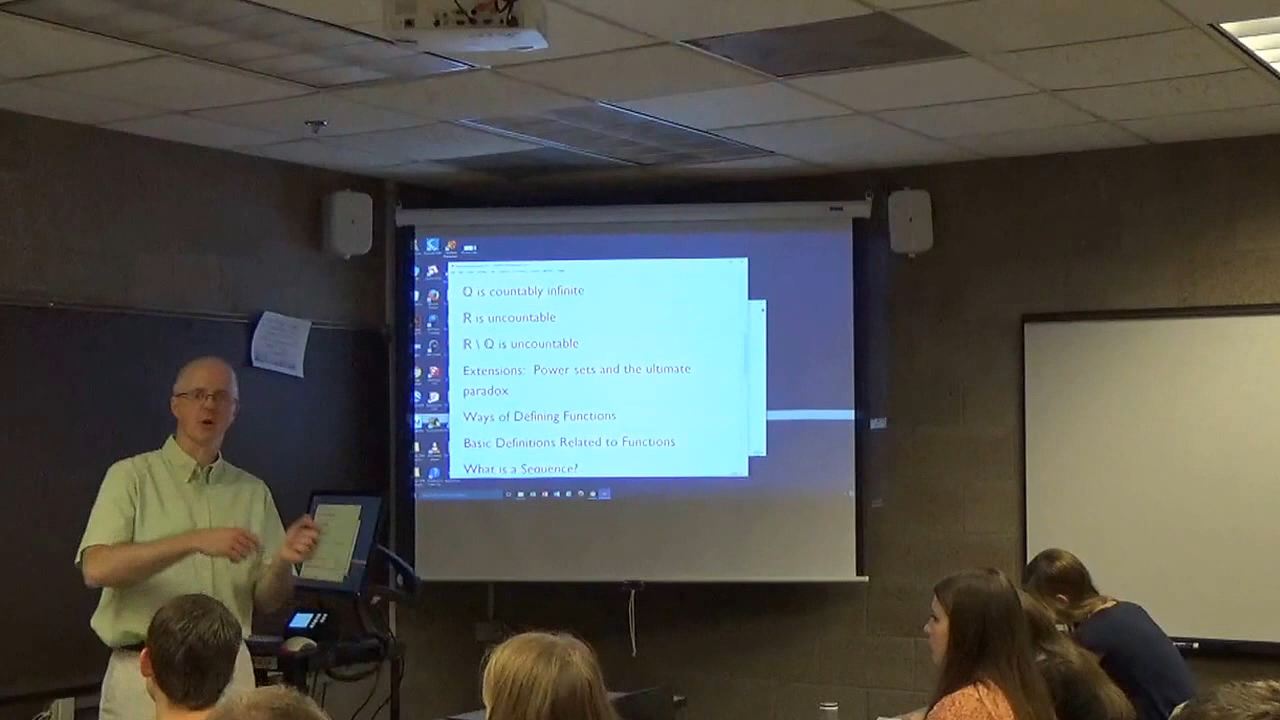 Q is countably infinite
R is uncountable
R \ Q is uncountable
Extensions: Power sets and the ultimate
paradox
Ways of Defining Functions
Basic Definitions Related to Functions
What is a Sequence?